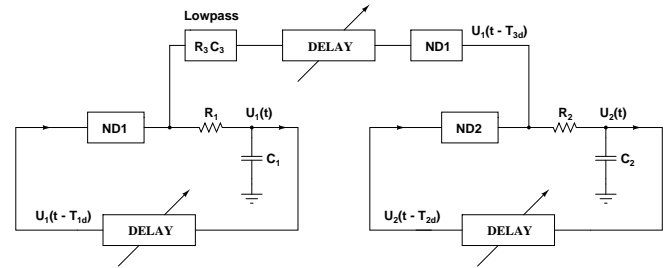 Lowpass
R3C3
DELAY
ND1
U1(t - T3d)
ND1
R1
U1(t)
C1
U1(t - T1d)
DELAY
ND2
R2
U2(t)
C2
U2(t - T2d)
DELAY